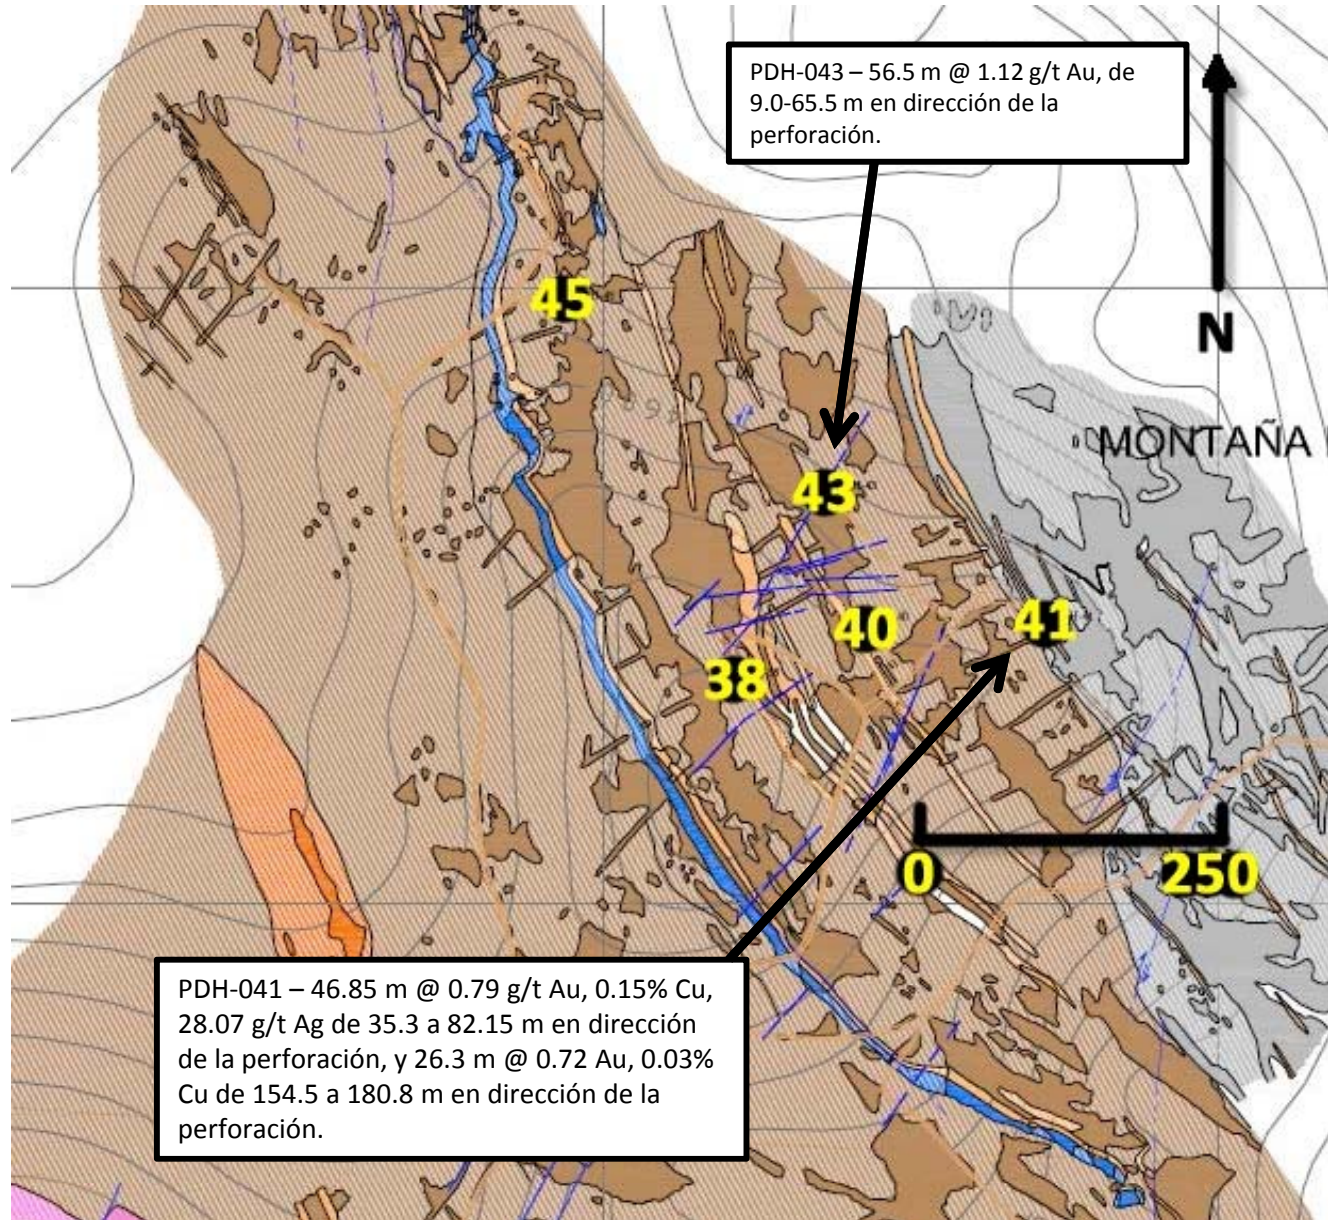 PDH-043 – 56.5 m @ 1.12 g/t Au, de
9.0-65.5 m en dirección de la
perforación.
N
45
MONTAÑA
43
41
40
38
0
250
PDH-041 – 46.85 m @ 0.79 g/t Au, 0.15% Cu,
28.07 g/t Ag de 35.3 a 82.15 m en dirección
de la perforación, y 26.3 m @ 0.72 Au, 0.03%
Cu de 154.5 a 180.8 m en dirección de la
perforación.